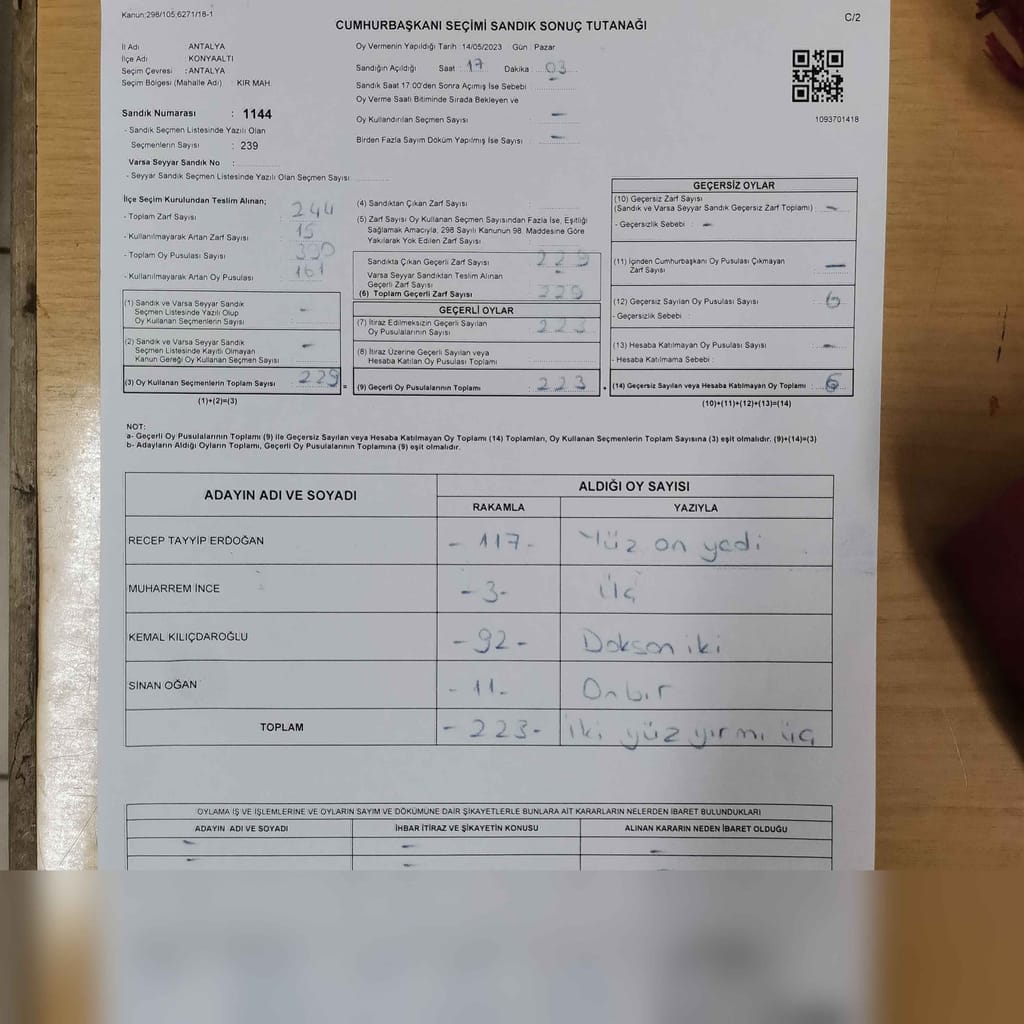 Kanun:298/105;6271/18-1
C/2
CUMHURBAŞKANI SEÇİMİ SANDIK SONUÇ TUTANAĞI
İl Adı ANTALYA
İlçe Adı KONYAALTI
Seçim Çevresi : ANTALYA
Seçim Bölgesi (Mahalle Adı) : KIR MAH
Oy Vermenin Yapıldığı Tarih : 14/05/2023 Gün : Pazar
Sandığın Açıldığı Saat : 17 Dakika : 03
Sandık Saat 17:00'den Sonra Açımış İse Sebebi :
Oy Verme Saati Bitiminde Sırada Bekleyen ve
Oy Kullandırılan Seçmen Sayısı : -
Birden Fazla Sayım Döküm Yapılmış İse Sayısı : -
1093701418
Sandık Numarası : 1144
- Sandık Seçmen Listesinde Yazılı Olan
Seçmenlerin Sayısı : 239
Varsa Seyyar Sandık No :
- Seyyar Sandık Seçmen Listesinde Yazılı Olan Seçmen Sayısı
İlçe Seçim Kurulundan Teslim Alınan;
- Toplam Zarf Sayısı : 244
- Kullanılmayarak Artan Zarf Sayısı : 15
- Toplam Oy Pusulası Sayısı : 390
- Kullanılmayarak Artan Oy Pusulası : 161
(1) Sandık ve Varsa Seyyar Sandık
Seçmen Listesinde Yazılı Olup
Oy Kullanan Seçmenlerin Sayısı : -
(2) Sandık ve Varsa Seyyar Sandık
Seçmen Listesinde Kayıtlı Olmayan
Kanun Gereği Oy Kullanan Seçmen Sayısı : -
(3) Oy Kullanan Seçmenlerin Toplam Sayısı : 229 =
(1)+(2)=(3)
(4) Sandıktan Çıkan Zarf Sayısı :
(5) Zarf Sayısı Oy Kullanan Seçmen Sayısından Fazla İse, Eşitliği
Sağlamak Amacıyla, 298 Sayılı Kanunun 98. Maddesine Göre
Yakılarak Yok Edilen Zarf Sayısı :
Sandıkta Çıkan Geçerli Zarf Sayısı : 229
Varsa Seyyar Sandıktan Teslim Alınan
Geçerli Zarf Sayısı : -
(6) Toplam Geçerli Zarf Sayısı : 229
GEÇERLİ OYLAR
(7) İtiraz Edilmeksizin Geçerli Sayılan
Oy Pusulalarının Sayısı : 223
(8) İtiraz Üzerine Geçerli Sayılan veya
Hesaba Katılan Oy Pusulası Toplamı :
(9) Geçerli Oy Pusulalarının Toplamı : 223 +
GEÇERSİZ OYLAR
(10) Geçersiz Zarf Sayısı
(Sandık ve Varsa Seyyar Sandık Geçersiz Zarf Toplamı) : -
- Geçersizlik Sebebi : -
(11) İçinden Cumhurbaşkanı Oy Pusulası Çıkmayan
Zarf Sayısı : -
(12) Geçersiz Sayılan Oy Pusulası Sayısı : 6
- Geçersizlik Sebebi :
(13) Hesaba Katılmayan Oy Pusulası Sayısı : -
- Hesaba Katılmama Sebebi :
(14) Geçersiz Sayılan veya Hesaba Katılmayan Oy Toplamı : 6
(10)+(11)+(12)+(13)=(14)
NOT:
a- Geçerli Oy Pusulalarının Toplamı (9) ile Geçersiz Sayılan veya Hesaba Katılmayan Oy Toplamı (14) Toplamları, Oy Kullanan Seçmenlerin Toplam Sayısına (3) eşit olmalıdır. (9)+(14)=(3)
b- Adayların Aldığı Oyların Toplamı, Geçerli Oy Pusulalarının Toplamına (9) eşit olmalıdır.
ADAYIN ADI VE SOYADI ALDIĞI OY SAYISI
RAKAMLA YAZIYLA
RECEP TAYYİP ERDOĞAN - 117 - Yüz on yedi
MUHARREM İNCE - 3 - Üç
KEMAL KILIÇDAROĞLU - 92 - Doksan iki
SİNAN OĞAN - 11 - On bir
TOPLAM - 223 - İki yüz yirmi üç
OYLAMA İŞ VE İŞLEMLERİNE VE OYLARIN SAYIM VE DÖKÜMÜNE DAİR ŞİKAYETLERLE BUNLARA AİT KARARLARIN NELERDEN İBARET BULUNDUKLARI
ADAYIN ADI VE SOYADI İHBAR İTİRAZ VE ŞİKAYETİN KONUSU ALINAN KARARIN NEDEN İBARET OLDUĞU
- - -
- -